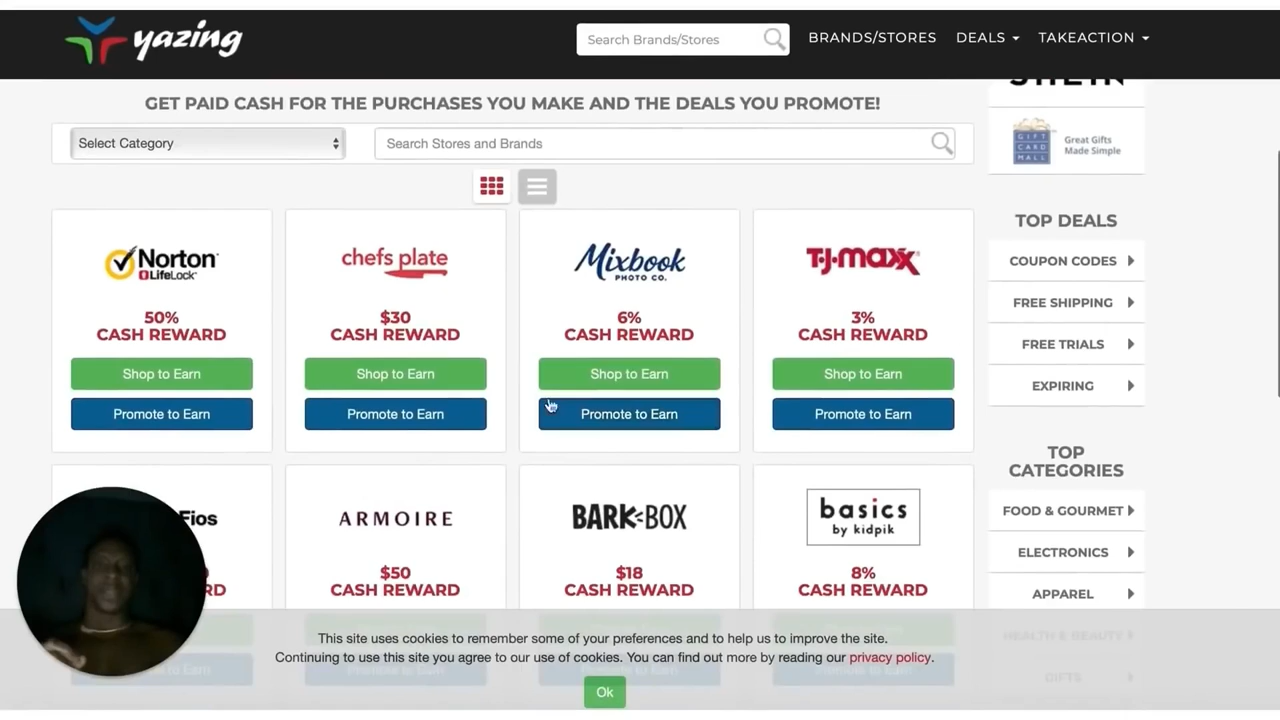 yazing
Search Brands/Stores
BRANDS/STORES
DEALS
TAKEACTION
GET PAID CASH FOR THE PURCHASES YOU MAKE AND THE DEALS YOU PROMOTE!
Select Category
Search Stores and Brands
GIFT CARD MALL
Great Gifts
Made Simple
Norton
LifeLock
50%
CASH REWARD
Shop to Earn
Promote to Earn
chefs plate
$30
CASH REWARD
Shop to Earn
Promote to Earn
Mixbook
PHOTO CO.
6%
CASH REWARD
Shop to Earn
Promote to Earn
T.J.maxx
3%
CASH REWARD
Shop to Earn
Promote to Earn
TOP DEALS
COUPON CODES
FREE SHIPPING
FREE TRIALS
EXPIRING
Fios
ARMOIRE
$50
CASH REWARD
BARK BOX
$18
CASH REWARD
basics
by kidpik
8%
CASH REWARD
TOP
CATEGORIES
FOOD & GOURMET
ELECTRONICS
APPAREL
HEALTH & BEAUTY
GIFTS
This site uses cookies to remember some of your preferences and to help us to improve the site.
Continuing to use this site you agree to our use of cookies. You can find out more by reading our privacy policy.
Ok